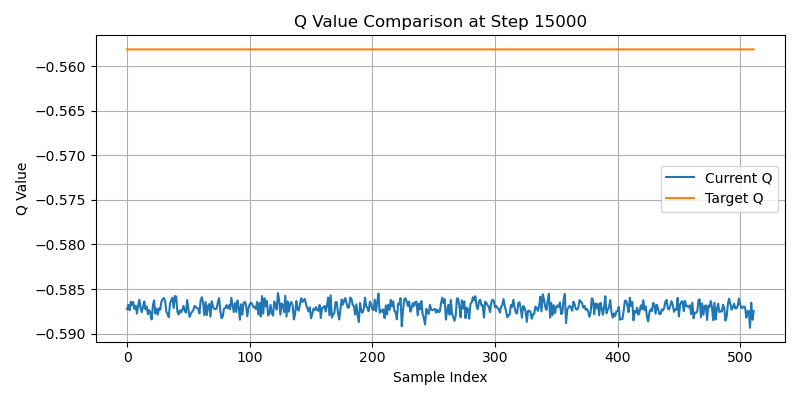 Q Value Comparison at Step 15000
Q Value
−0.560
−0.565
−0.570
−0.575
−0.580
−0.585
−0.590
Current Q
Target Q
0
100
200
300
400
500
Sample Index